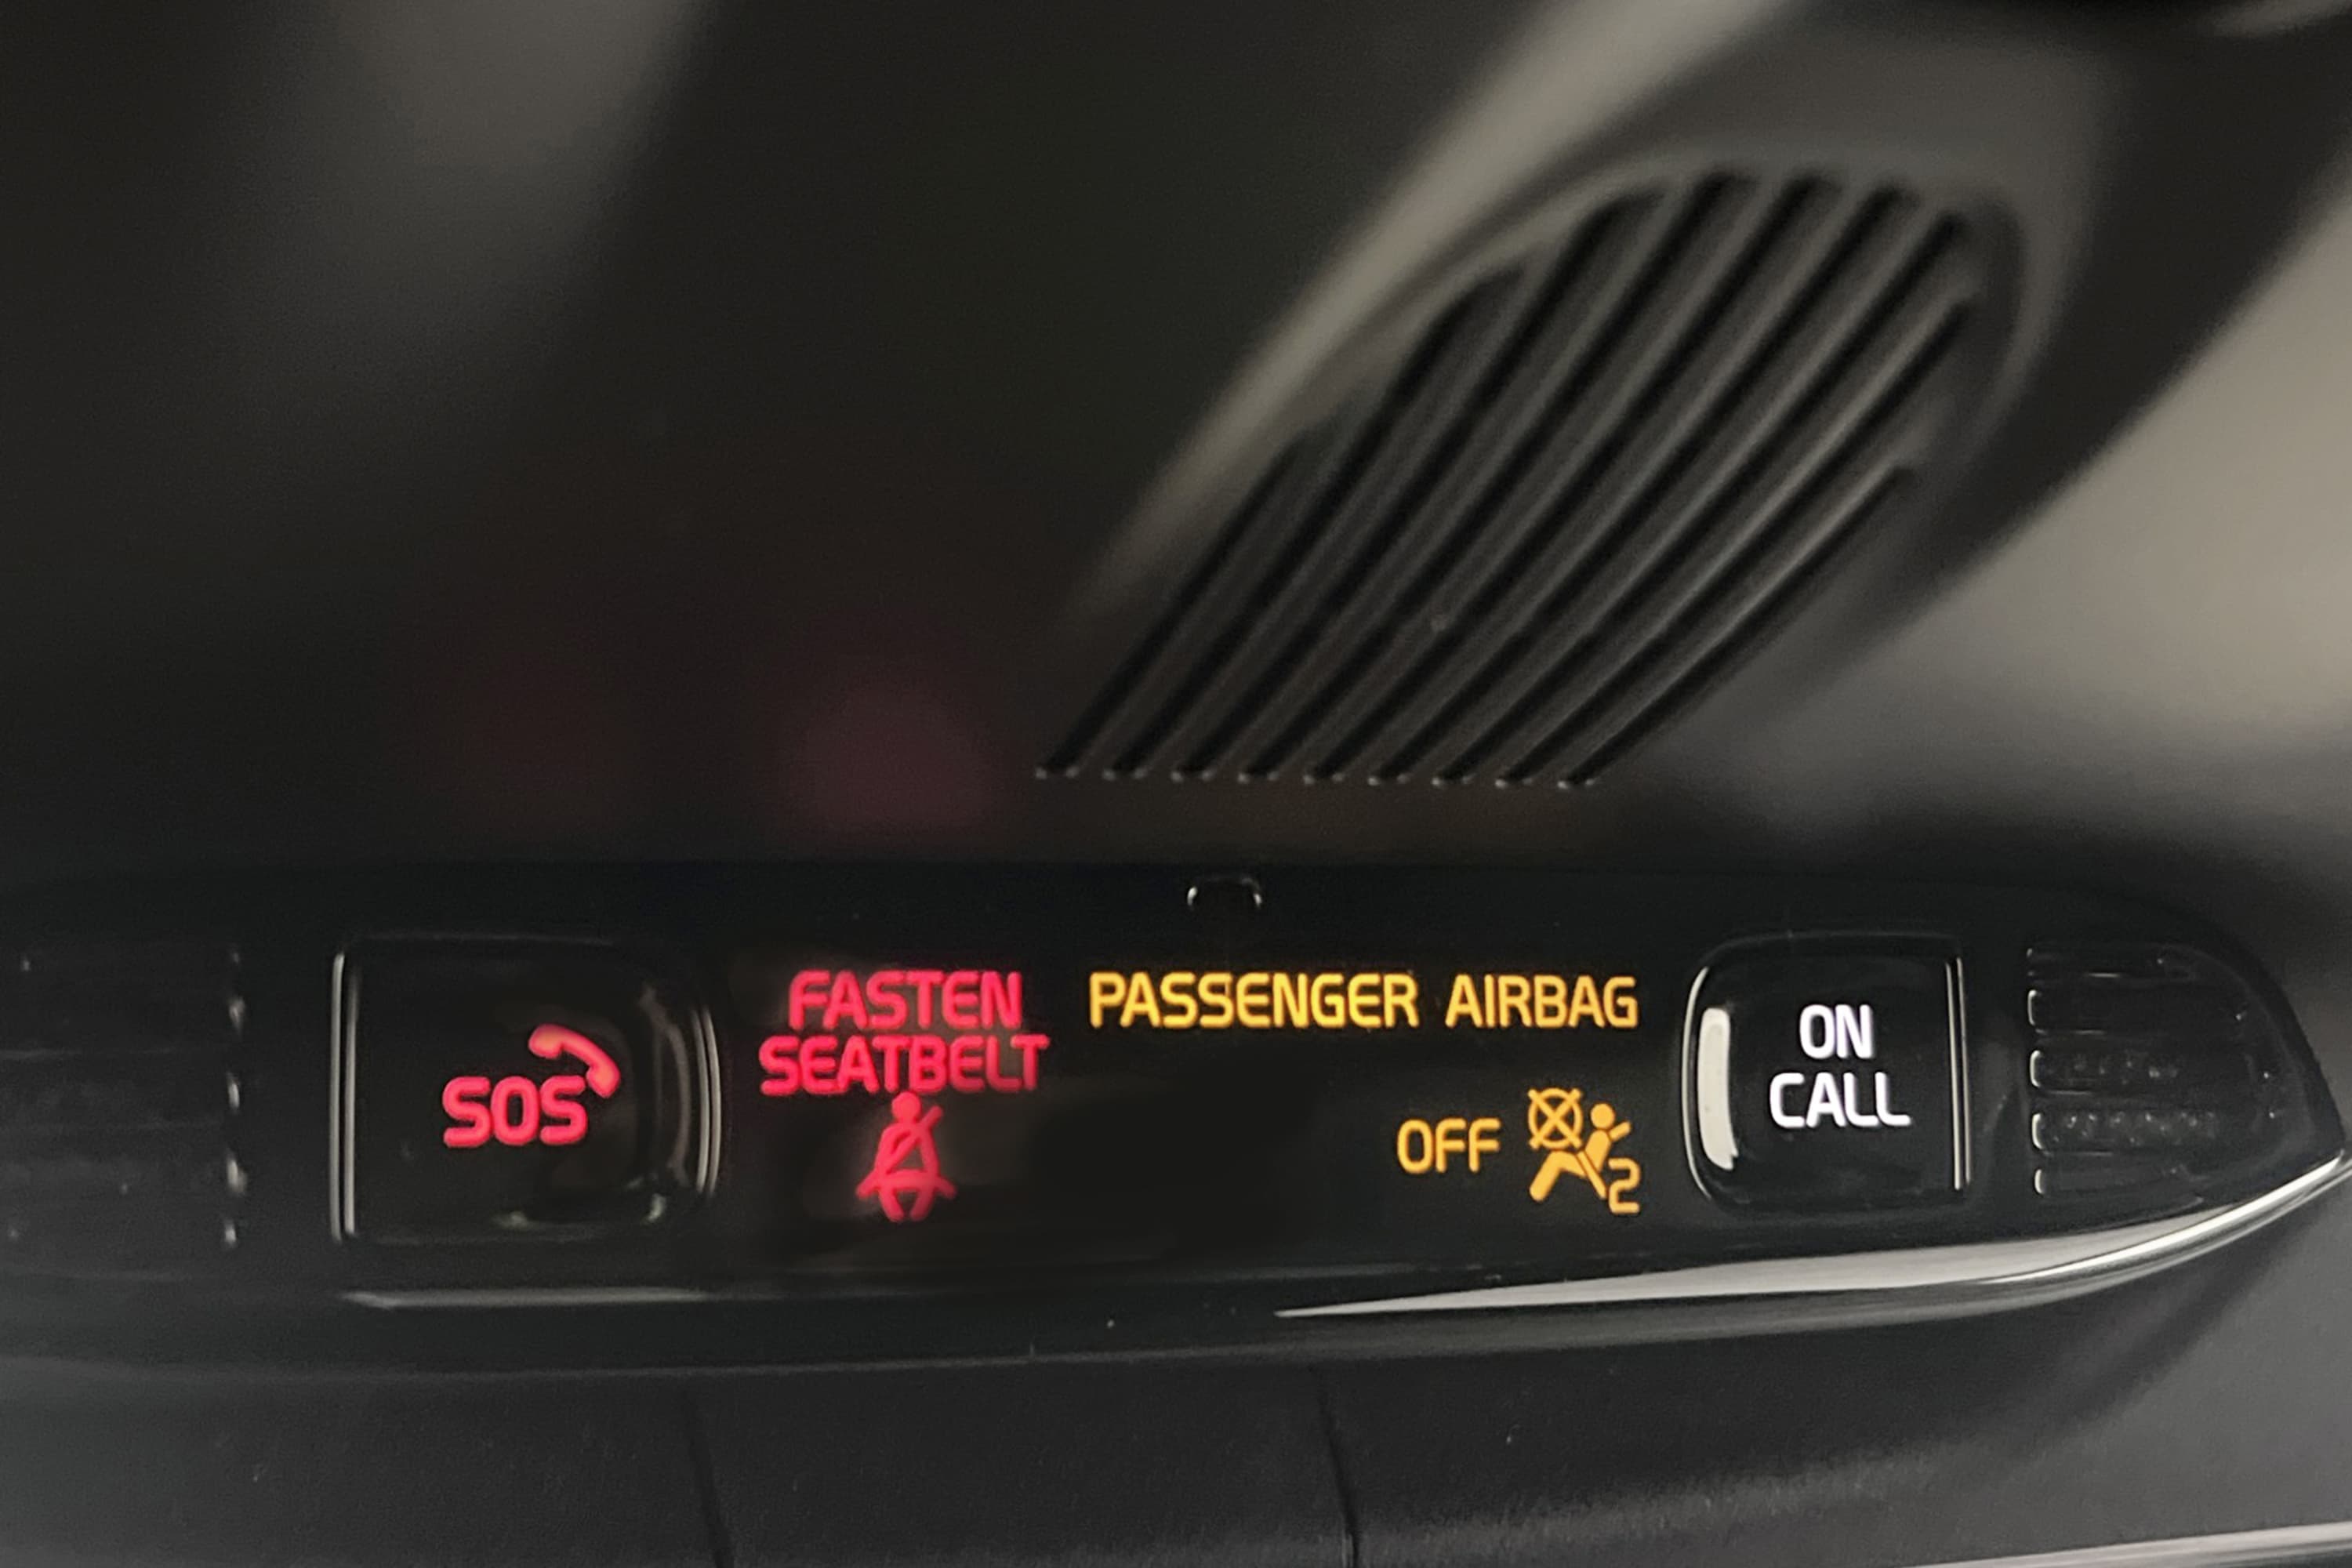 SOS
FASTEN
SEATBELT
PASSENGER AIRBAG
OFF
2
ON
CALL